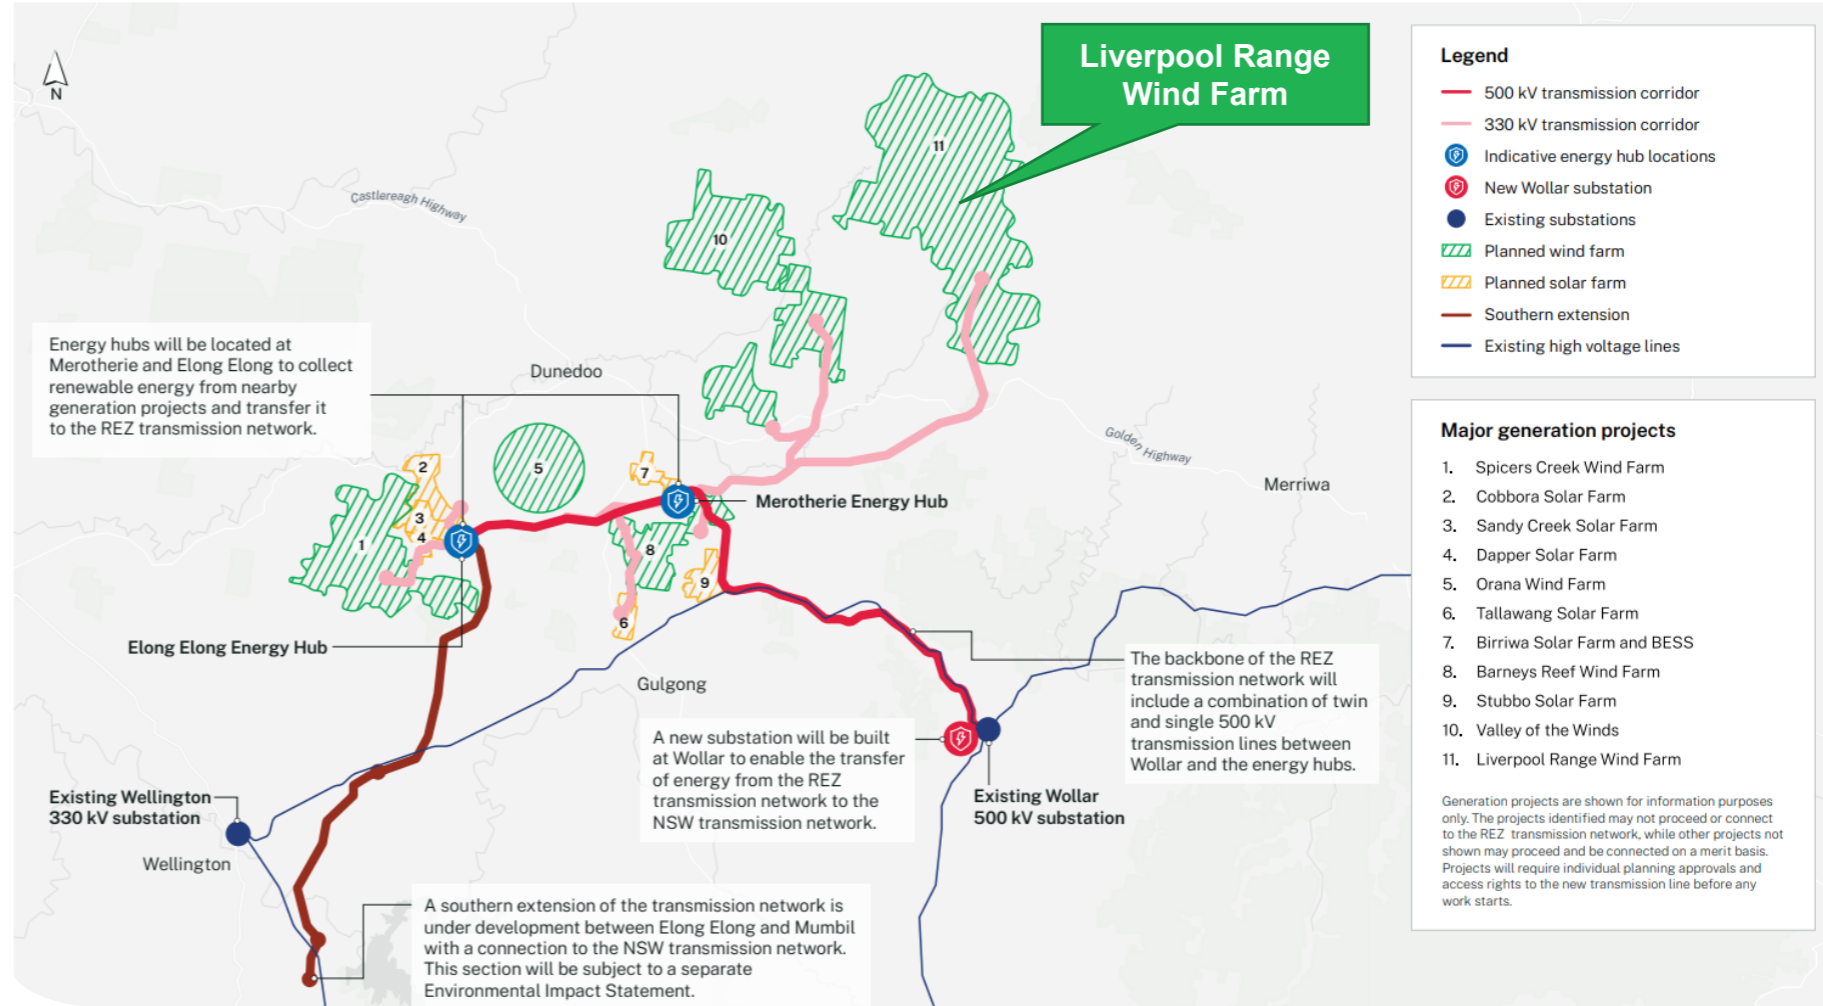 Liverpool Range
Wind Farm
N
Castlereagh Highway
11
10
Energy hubs will be located at
Merotherie and Elong Elong to collect
renewable energy from nearby
generation projects and transfer it
to the REZ transmission network.
Dunedoo
Golden Highway
Merriwa
2
5
7
3
4
1
8
9
6
Merotherie Energy Hub
Elong Elong Energy Hub
Gulgong
The backbone of the REZ
transmission network will
include a combination of twin
and single 500 kV
transmission lines between
Wollar and the energy hubs.
A new substation will be built
at Wollar to enable the transfer
of energy from the REZ
transmission network to the
NSW transmission network.
Existing Wollar
500 kV substation
Existing Wellington
330 kV substation
Wellington
A southern extension of the transmission network is
under development between Elong Elong and Mumbil
with a connection to the NSW transmission network.
This section will be subject to a separate
Environmental Impact Statement.
Legend
500 kV transmission corridor
330 kV transmission corridor
Indicative energy hub locations
New Wollar substation
Existing substations
Planned wind farm
Planned solar farm
Southern extension
Existing high voltage lines
Major generation projects
1. Spicers Creek Wind Farm
2. Cobbora Solar Farm
3. Sandy Creek Solar Farm
4. Dapper Solar Farm
5. Orana Wind Farm
6. Tallawang Solar Farm
7. Birriwa Solar Farm and BESS
8. Barneys Reef Wind Farm
9. Stubbo Solar Farm
10. Valley of the Winds
11. Liverpool Range Wind Farm
Generation projects are shown for information purposes
only. The projects identified may not proceed or connect
to the REZ transmission network, while other projects not
shown may proceed and be connected on a merit basis.
Projects will require individual planning approvals and
access rights to the new transmission line before any
work starts.